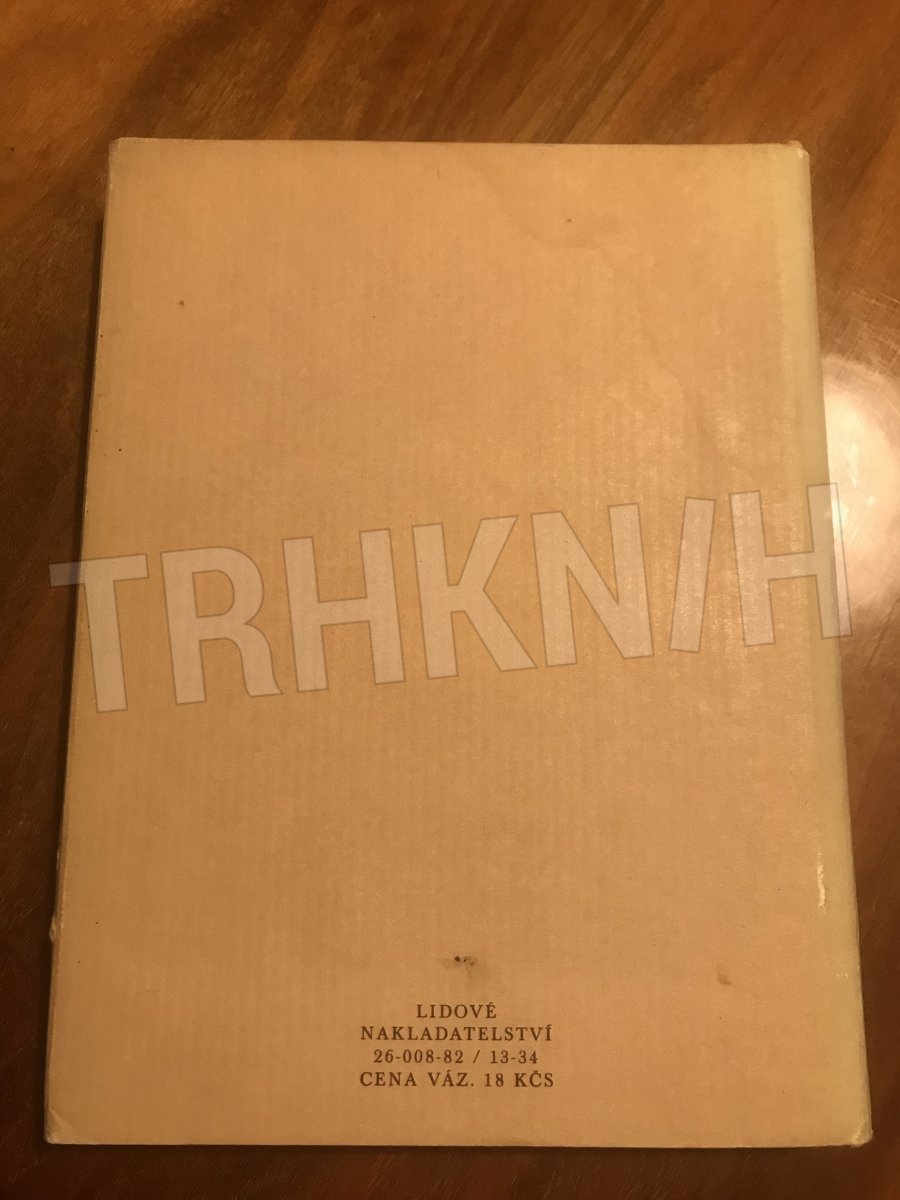 TRHKNIH
LIDOVÉ
NAKLADATELSTVÍ
26-008-82 / 13-34
CENA VÁZ. 18 KČS